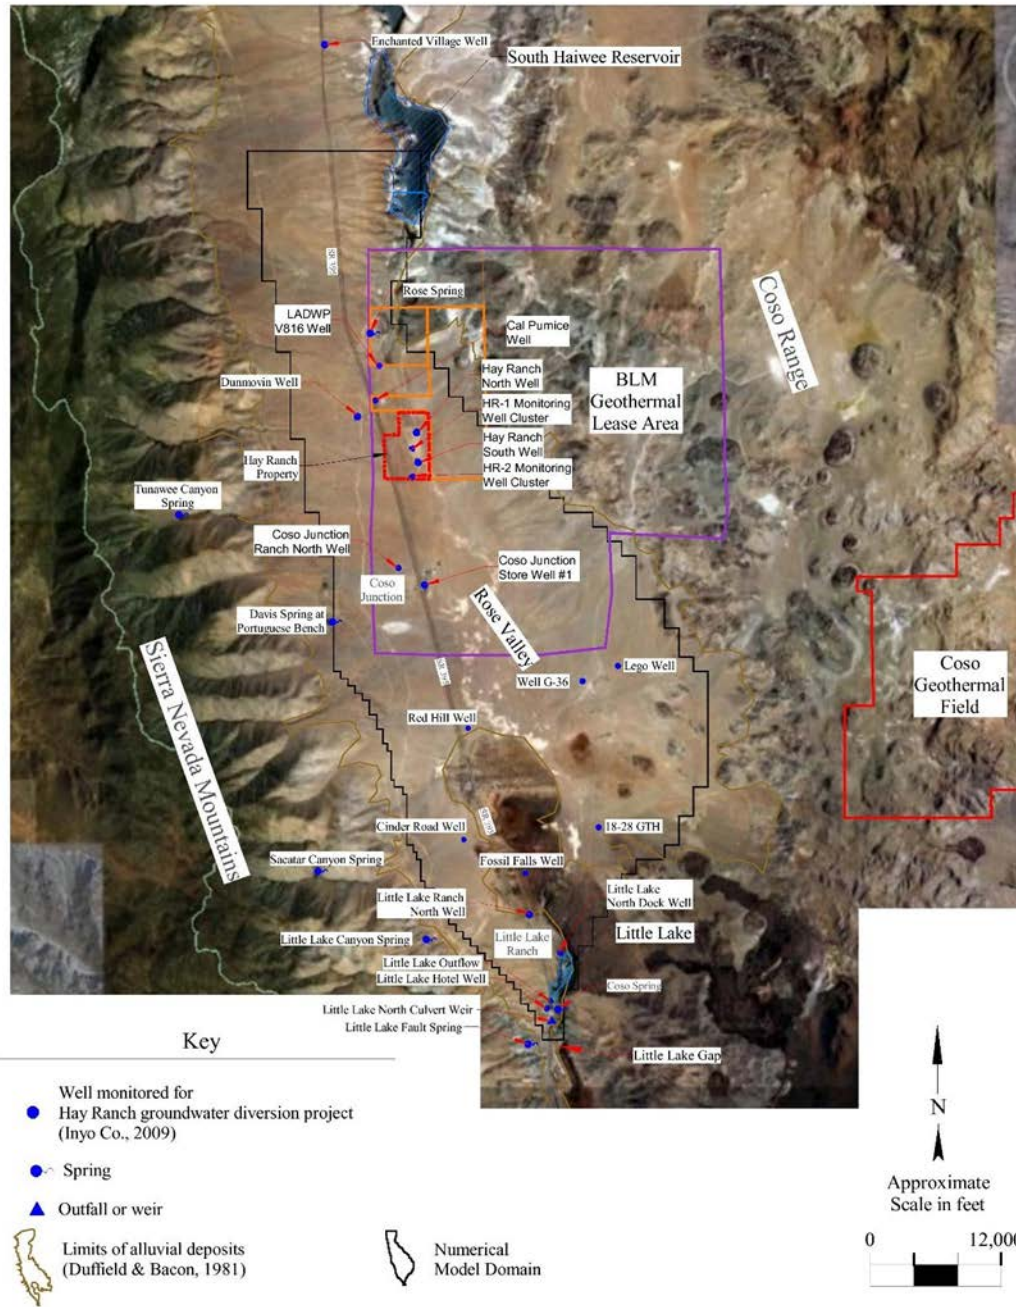 Enchanted Village Well
South Haiwee Reservoir
SR 395
Rose Spring
LADWP
V816 Well
Cal Pumice
Well
Coso Range
Dunmovin Well
Hay Ranch
North Well
BLM
Geothermal
Lease Area
HR-1 Monitoring
Well Cluster
Hay Ranch
South Well
Hay Ranch
Property
HR-2 Monitoring
Well Cluster
Tunawee Canyon
Spring
Coso Junction
Ranch North Well
Coso Junction
Store Well #1
Coso
Junction
Rose Valley
Davis Spring at
Portuguese Bench
Sierra Nevada Mountains
SR 395
Lego Well
Well G-36
Coso
Geothermal
Field
Red Hill Well
SR 395
Cinder Road Well
18-28 GTH
Sacatar Canyon Spring
Fossil Falls Well
Little Lake Ranch
North Well
Little Lake
North Dock Well
Little Lake Canyon Spring
Little Lake
Ranch
Little Lake
Little Lake Outflow
Little Lake Hotel Well
Coso Spring
Little Lake North Culvert Weir
Little Lake Fault Spring
Little Lake Gap
Key
Well monitored for
Hay Ranch groundwater diversion project
(Inyo Co., 2009)
Spring
Outfall or weir
Limits of alluvial deposits
(Duffield & Bacon, 1981)
Numerical
Model Domain
N
Approximate
Scale in feet
0 12,000